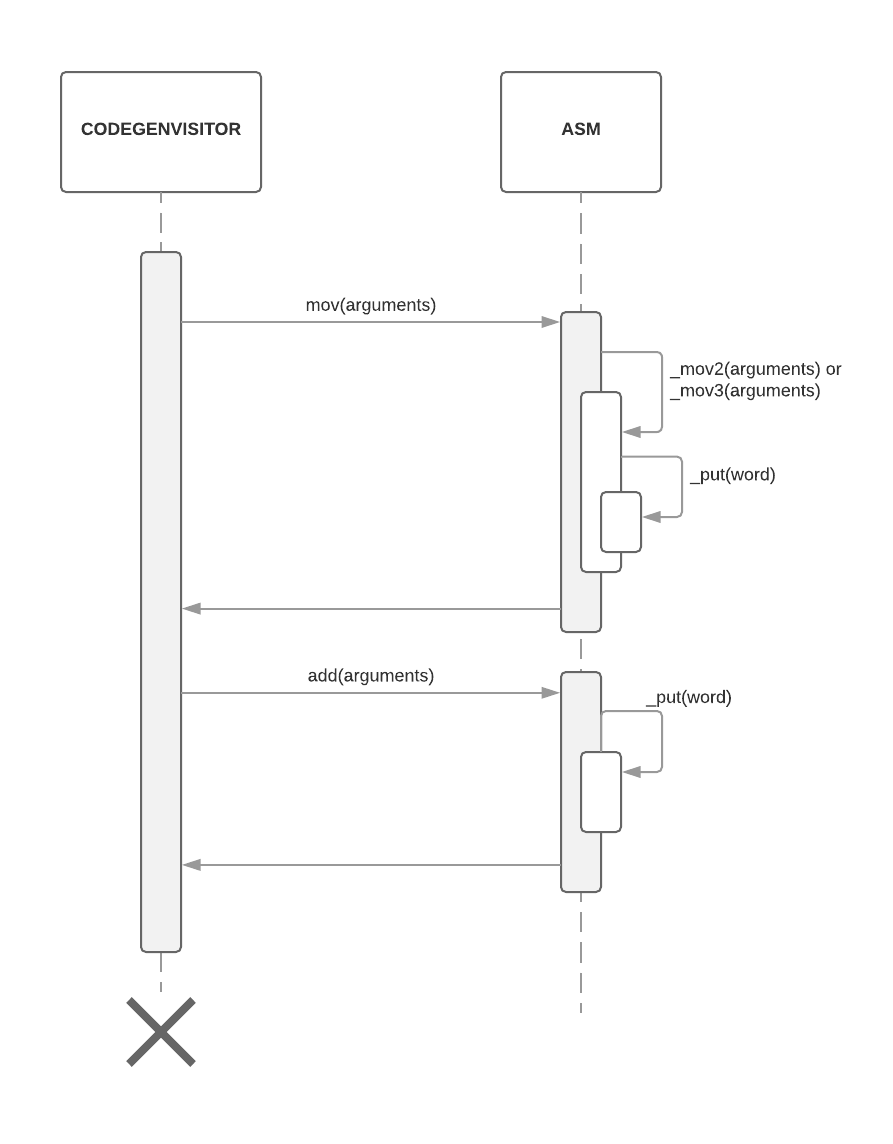 CODEGENVISITOR
ASM
mov(arguments)
_mov2(arguments) or
_mov3(arguments)
_put(word)
add(arguments)
_put(word)